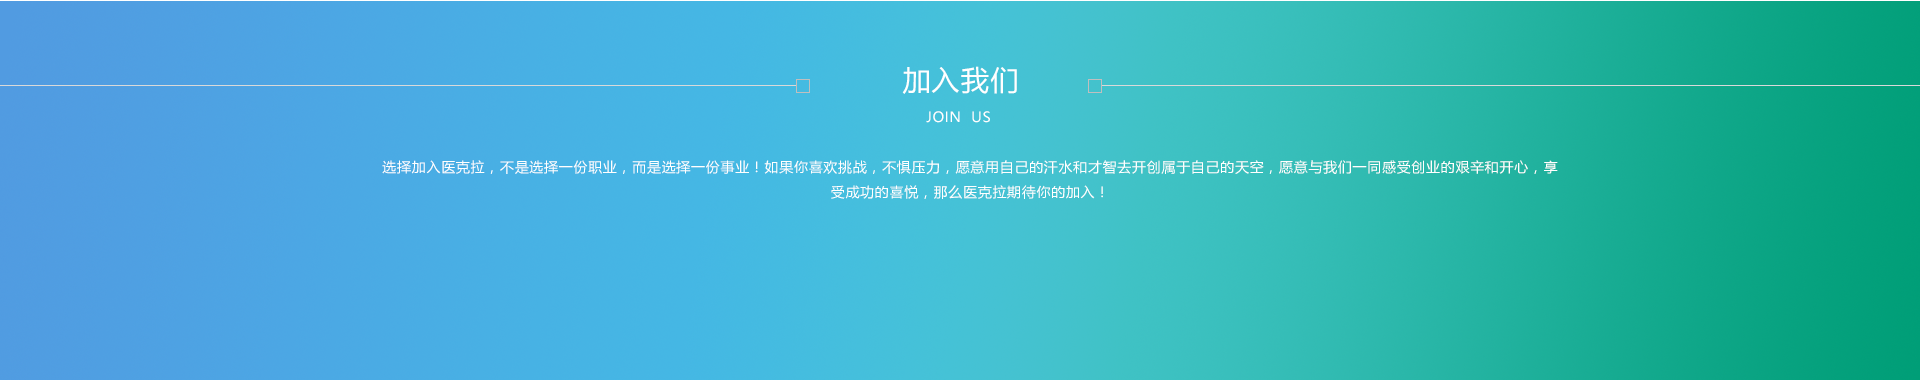 加入我们
JOIN US
选择加入医克拉，不是选择一份职业，而是选择一份事业！如果你喜欢挑战，不惧压力，愿意用自己的汗水和才智去开创属于自己的天空，愿意与我们一同感受创业的艰辛和开心，享
受成功的喜悦，那么医克拉期待你的加入！